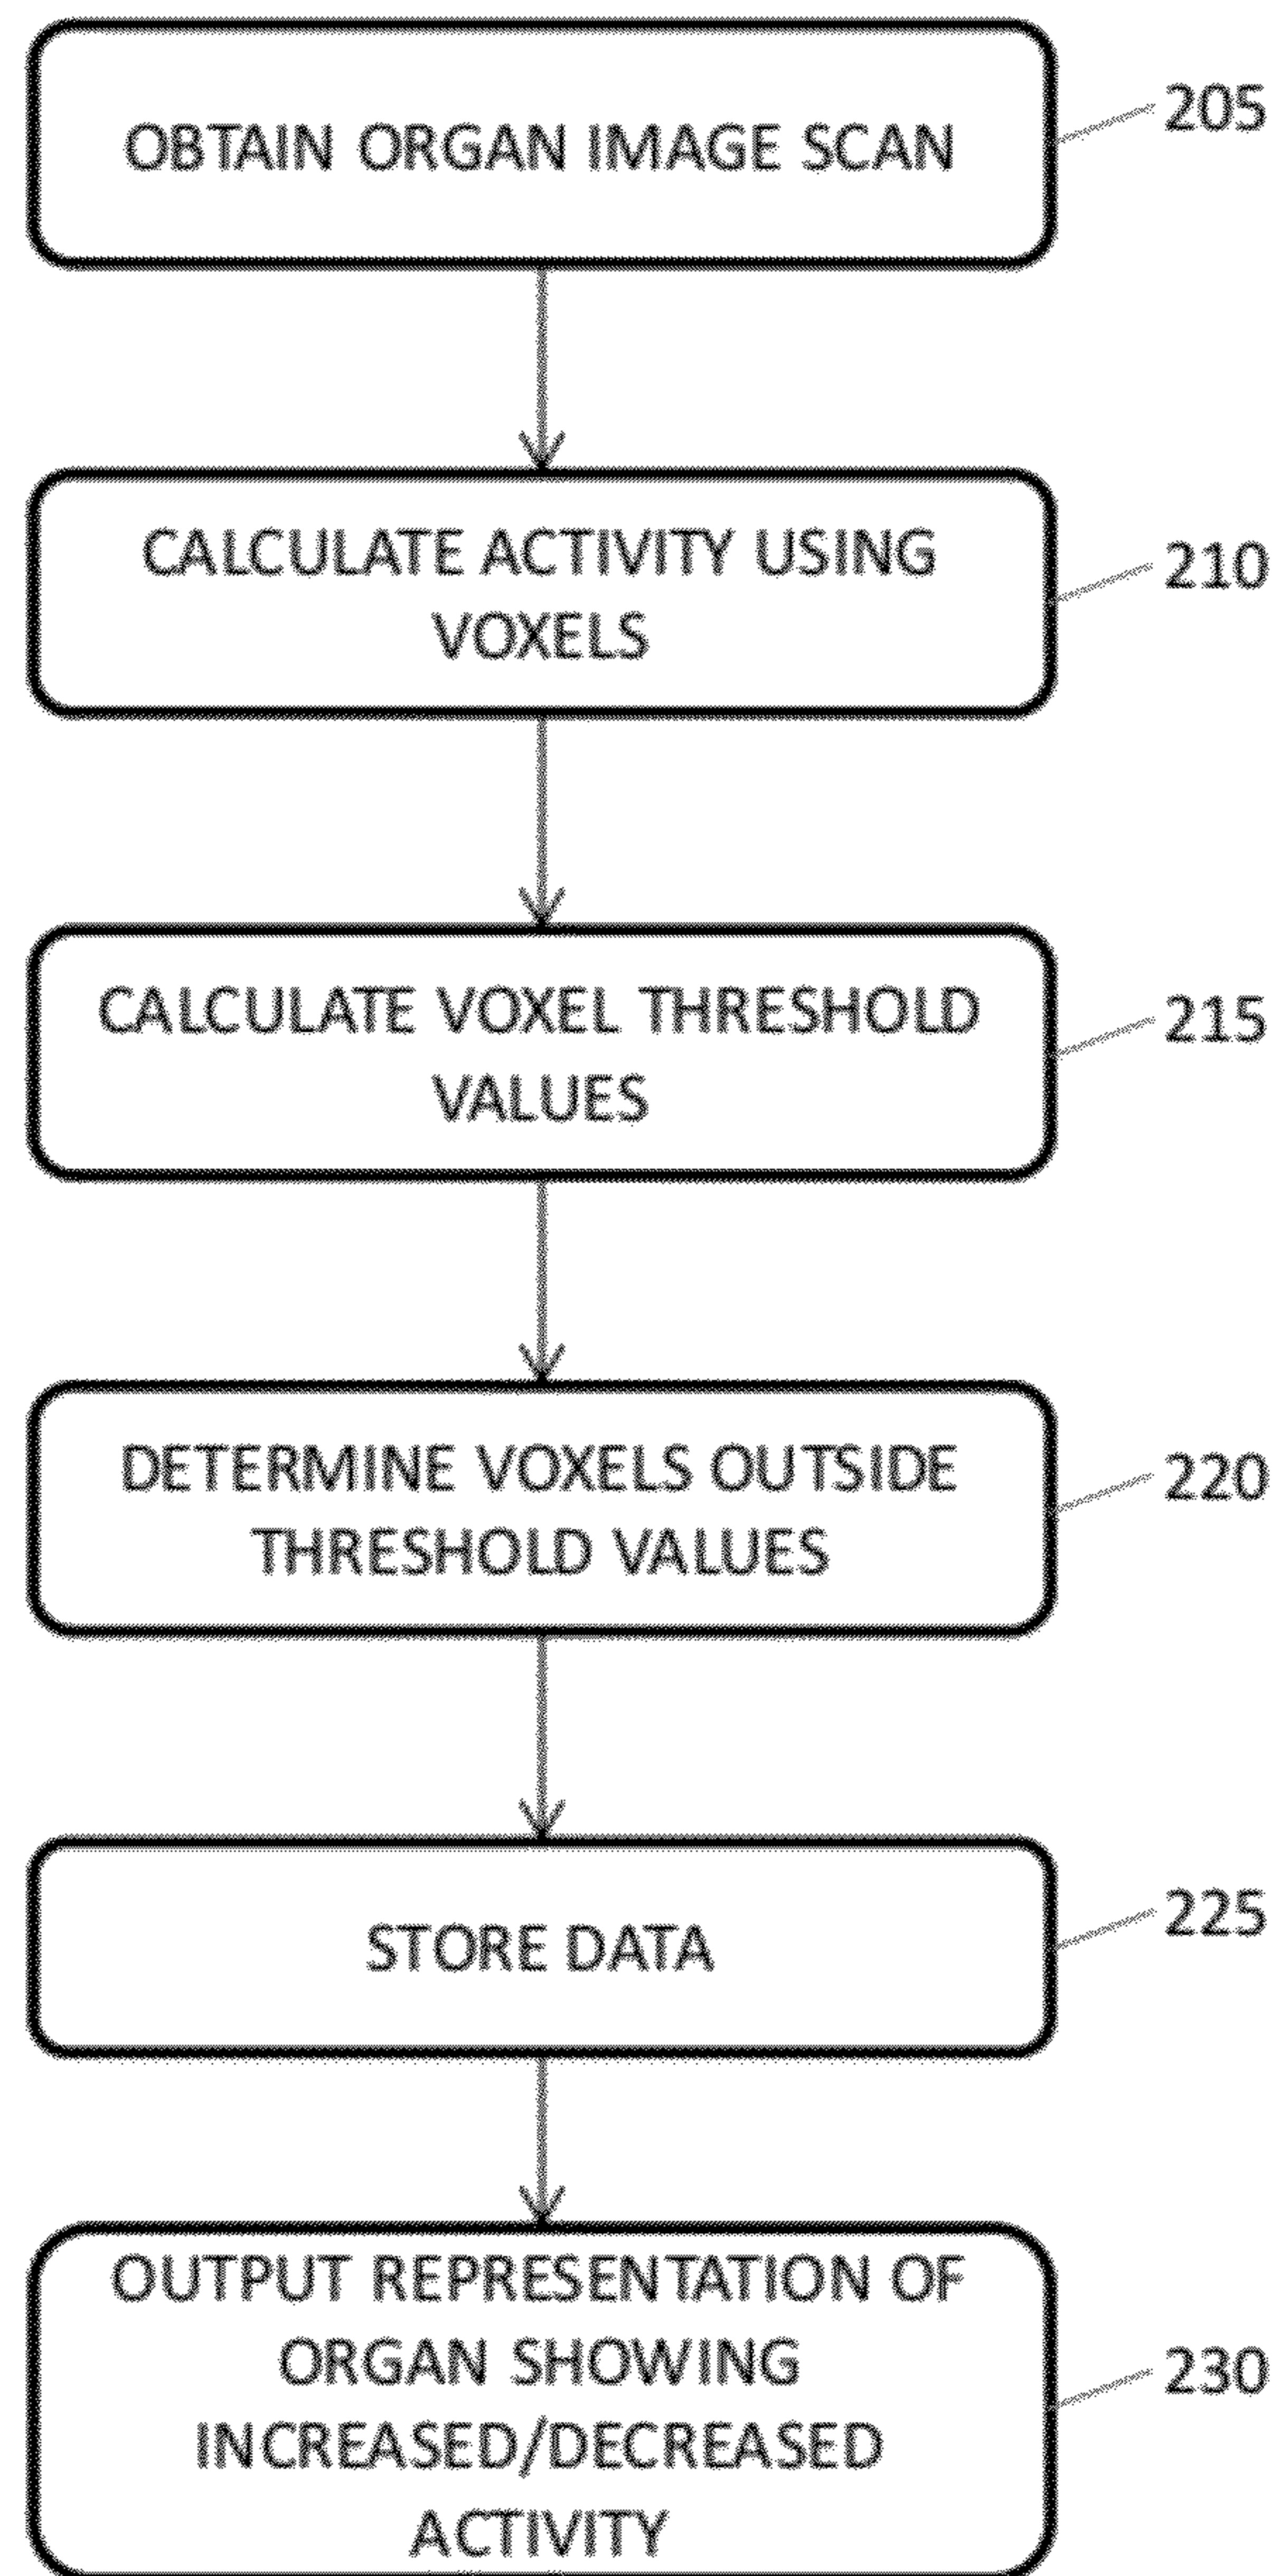 OBTAIN ORGAN IMAGE SCAN
205
CALCULATE ACTIVITY USING
VOXELS
210
CALCULATE VOXEL THRESHOLD
VALUES
215
DETERMINE VOXELS OUTSIDE
THRESHOLD VALUES
220
STORE DATA
225
OUTPUT REPRESENTATION OF
ORGAN SHOWING
INCREASED/DECREASED
ACTIVITY
230